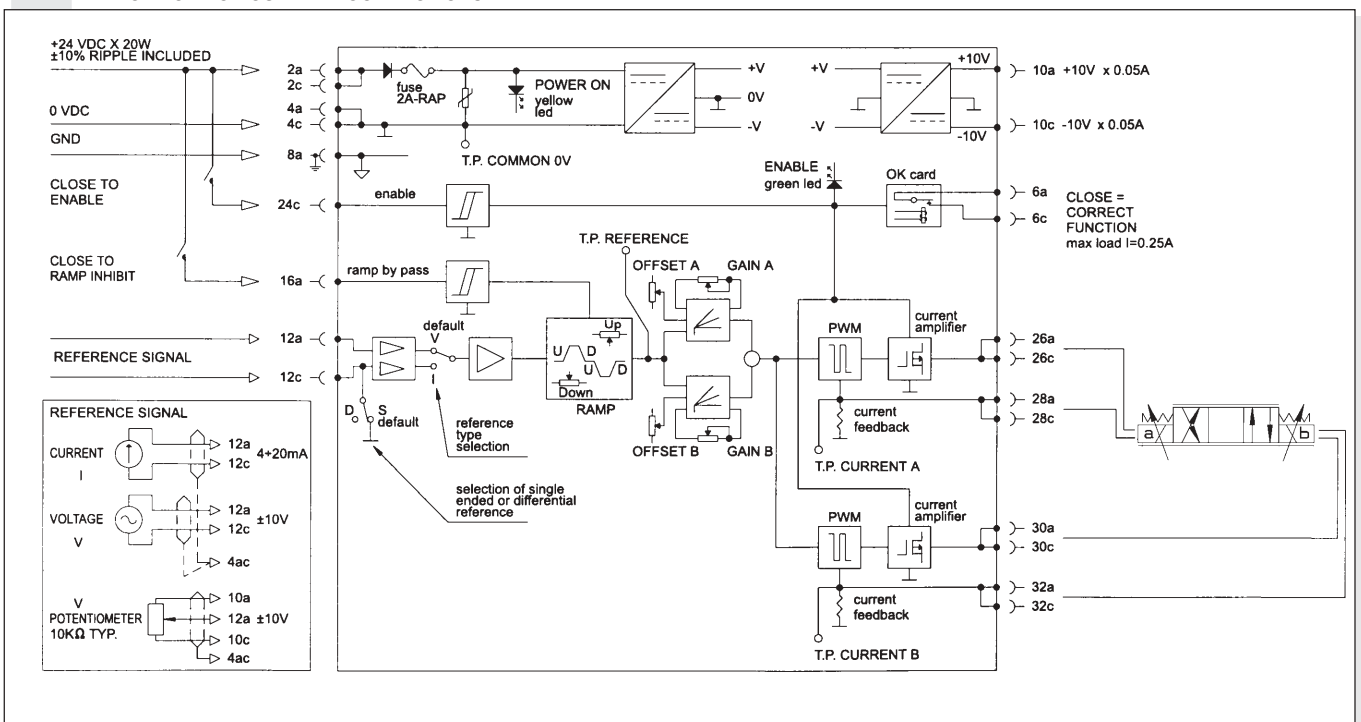 +24 VDC X 20W
±10% RIPPLE INCLUDED
0 VDC
GND
CLOSE TO
ENABLE
CLOSE TO
RAMP INHIBIT
REFERENCE SIGNAL
2a
2c
4a
4c
8a
24c
16a
12a
12c
fuse
2A-RAP
POWER ON
yellow
led
T.P. COMMON 0V
+V
0V
-V
+V
-V
+10V
-10V
10a +10V x 0.05A
10c -10V x 0.05A
enable
ENABLE
green led
OK card
6a
6c
CLOSE =
CORRECT
FUNCTION
max load I=0.25A
ramp by pass
T.P. REFERENCE
OFFSET A
GAIN A
default
V
I
D
S
default
Up
U
D
U
D
Down
RAMP
OFFSET B
GAIN B
reference
type
selection
selection of single
ended or differential
reference
PWM
current
amplifier
26a
26c
28a
28c
current
feedback
T.P. CURRENT A
a
b
PWM
current
amplifier
30a
30c
32a
32c
current
feedback
T.P. CURRENT B
REFERENCE SIGNAL
CURRENT
I
12a
12c
4÷20mA
VOLTAGE
V
12a
12c
±10V
4ac
V
POTENTIOMETER
10KΩ TYP.
10a
12a ±10V
10c
4ac